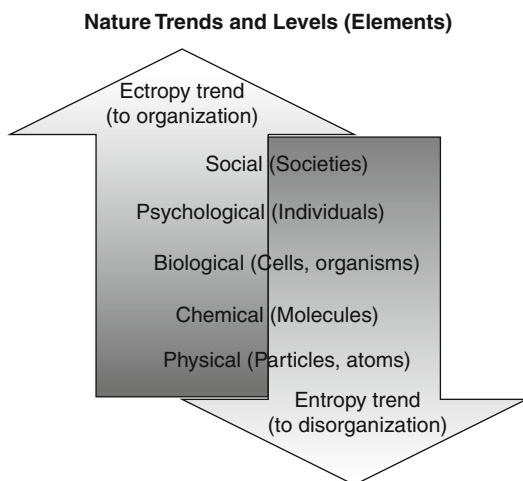 Nature Trends and Levels (Elements)
Ectropy trend
(to organization)
Social (Societies)
Psychological (Individuals)
Biological (Cells, organisms)
Chemical (Molecules)
Physical (Particles, atoms)
Entropy trend
(to disorganization)